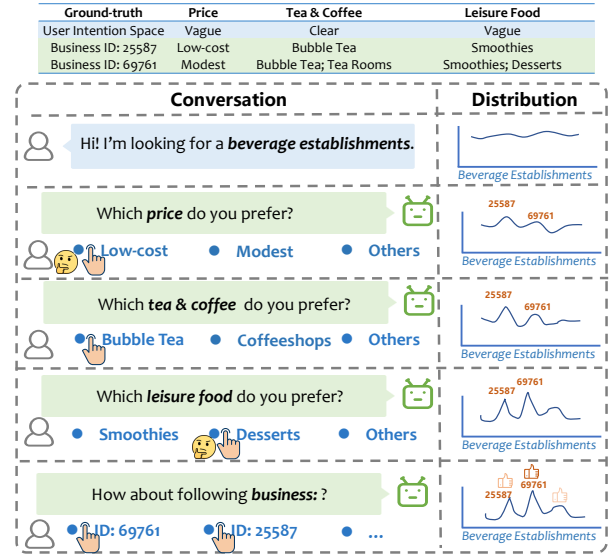 Ground-truth Price Tea & Coffee Leisure Food
User Intention Space Vague Clear Vague
Business ID: 25587 Low-cost Bubble Tea Smoothies
Business ID: 69761 Modest Bubble Tea; Tea Rooms Smoothies; Desserts
Conversation Distribution
Hi! I'm looking for a beverage establishments.
Beverage Establishments
Which price do you prefer?
Low-cost Modest Others
25587 69761
Beverage Establishments
Which tea & coffee do you prefer?
Bubble Tea Coffeeshops Others
25587 69761
Beverage Establishments
Which leisure food do you prefer?
Smoothies Desserts Others
25587 69761
Beverage Establishments
How about following business: ?
ID: 69761 ID: 25587 ...
25587 69761
Beverage Establishments